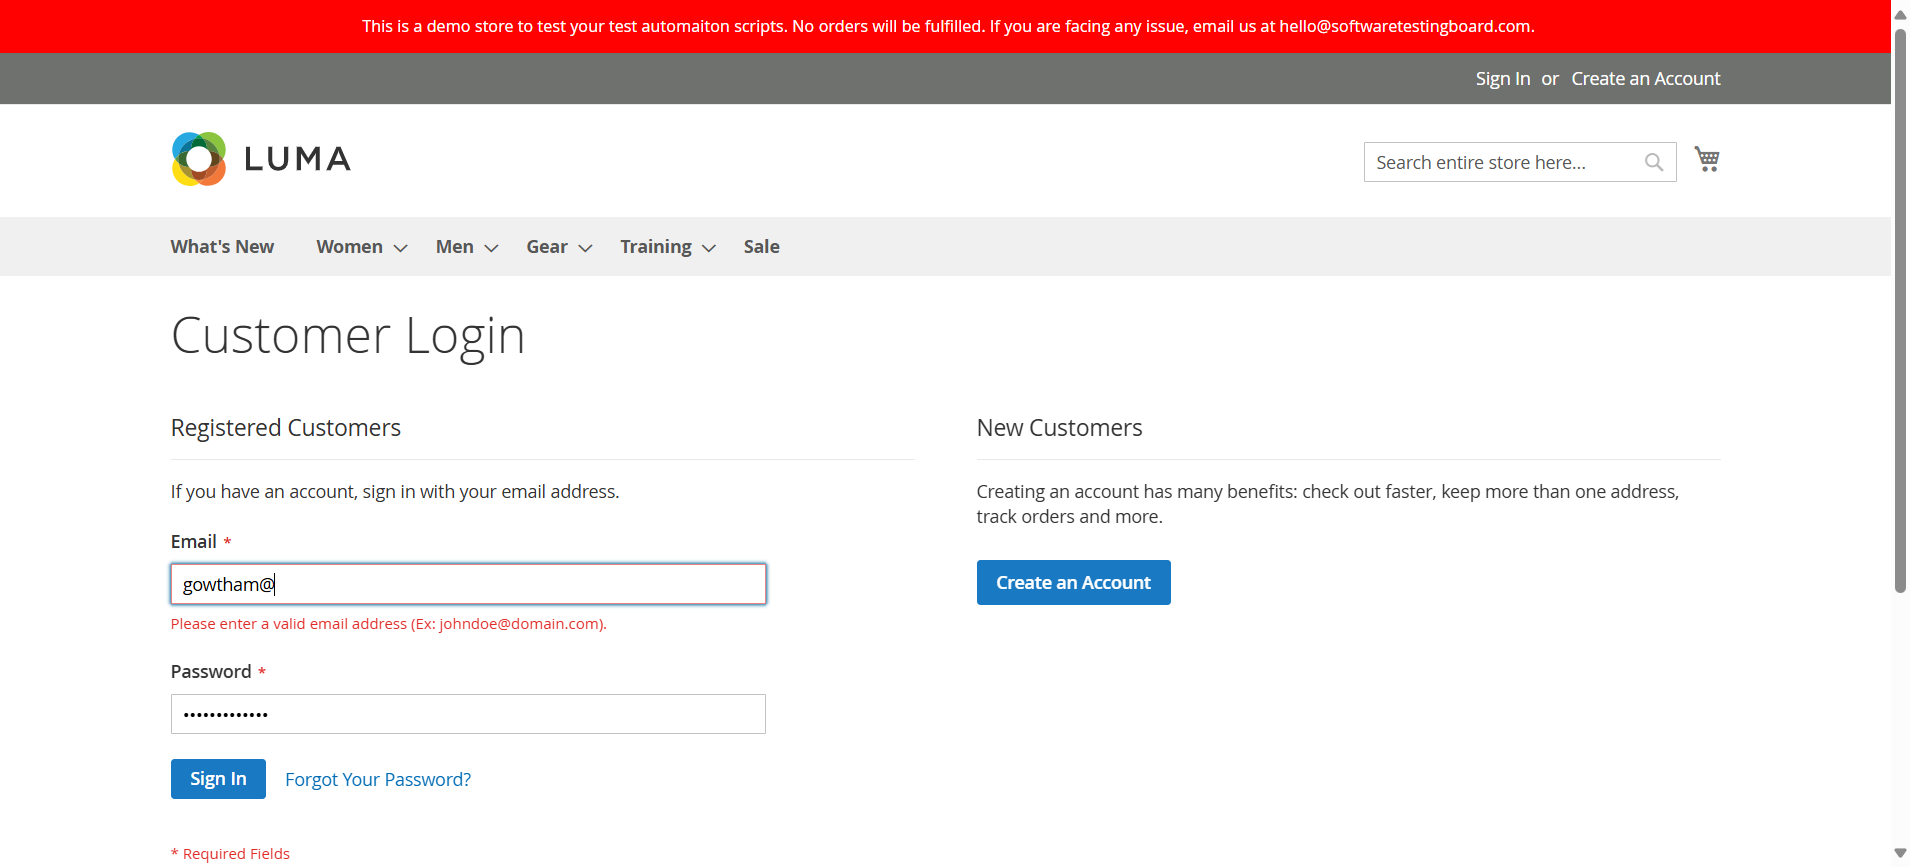 This is a demo store to test your test automaiton scripts. No orders will be fulfilled. If you are facing any issue, email us at hello@softwaretestingboard.com.
Sign In or Create an Account
LUMA
Search entire store here...
What's New Women Men Gear Training Sale
Customer Login
Registered Customers
If you have an account, sign in with your email address.
Email *
gowtham@
Please enter a valid email address (Ex: johndoe@domain.com).
Password *
•••••••••••••
Sign In Forgot Your Password?
* Required Fields
New Customers
Creating an account has many benefits: check out faster, keep more than one address,
track orders and more.
Create an Account